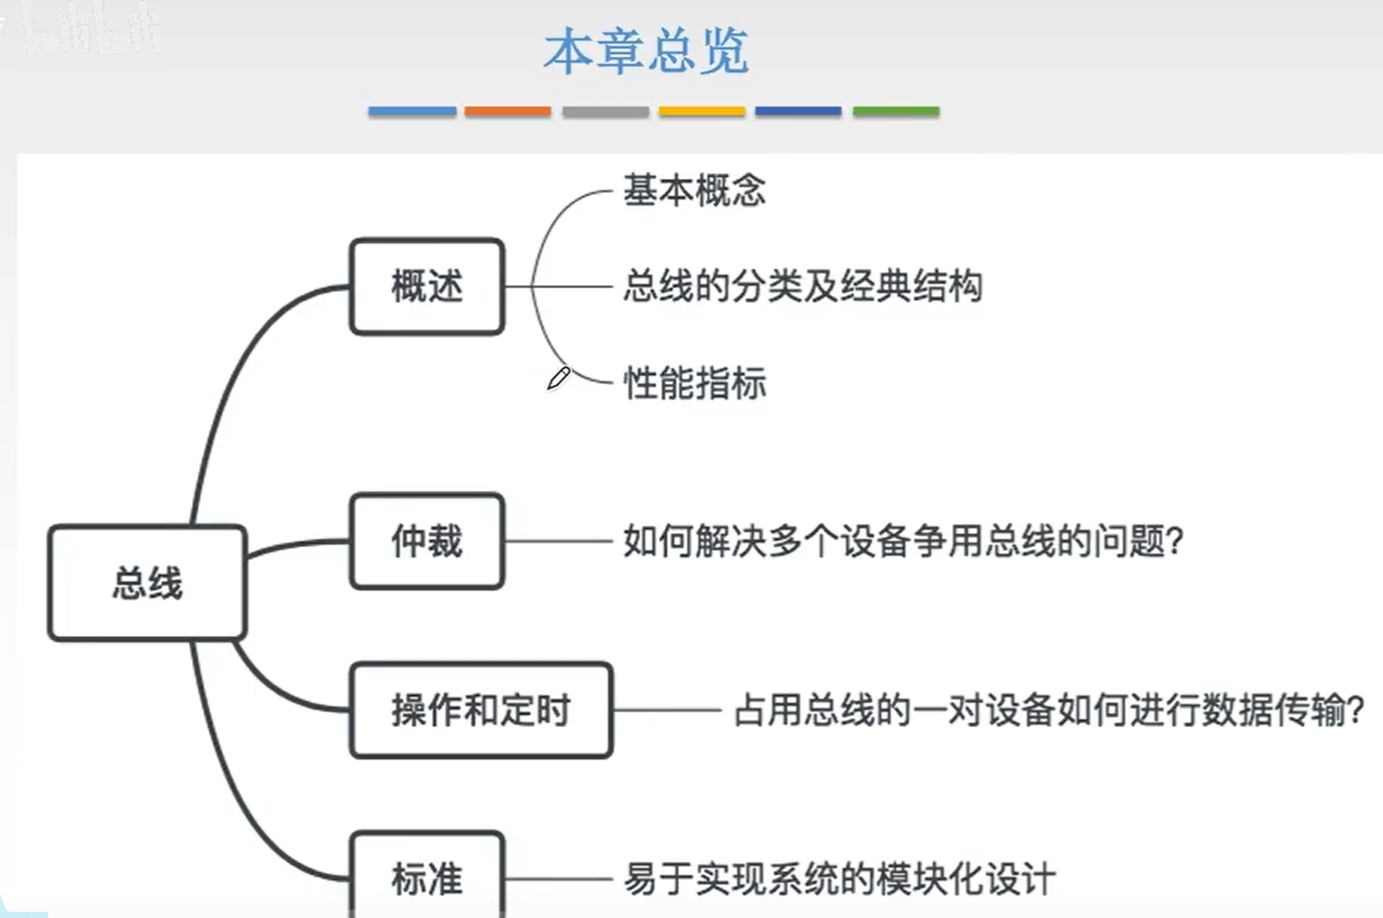 bilibili
本章总览
基本概念
概述
总线的分类及经典结构
性能指标
仲裁
如何解决多个设备争用总线的问题?
总线
操作和定时
占用总线的一对设备如何进行数据传输?
标准
易于实现系统的模块化设计